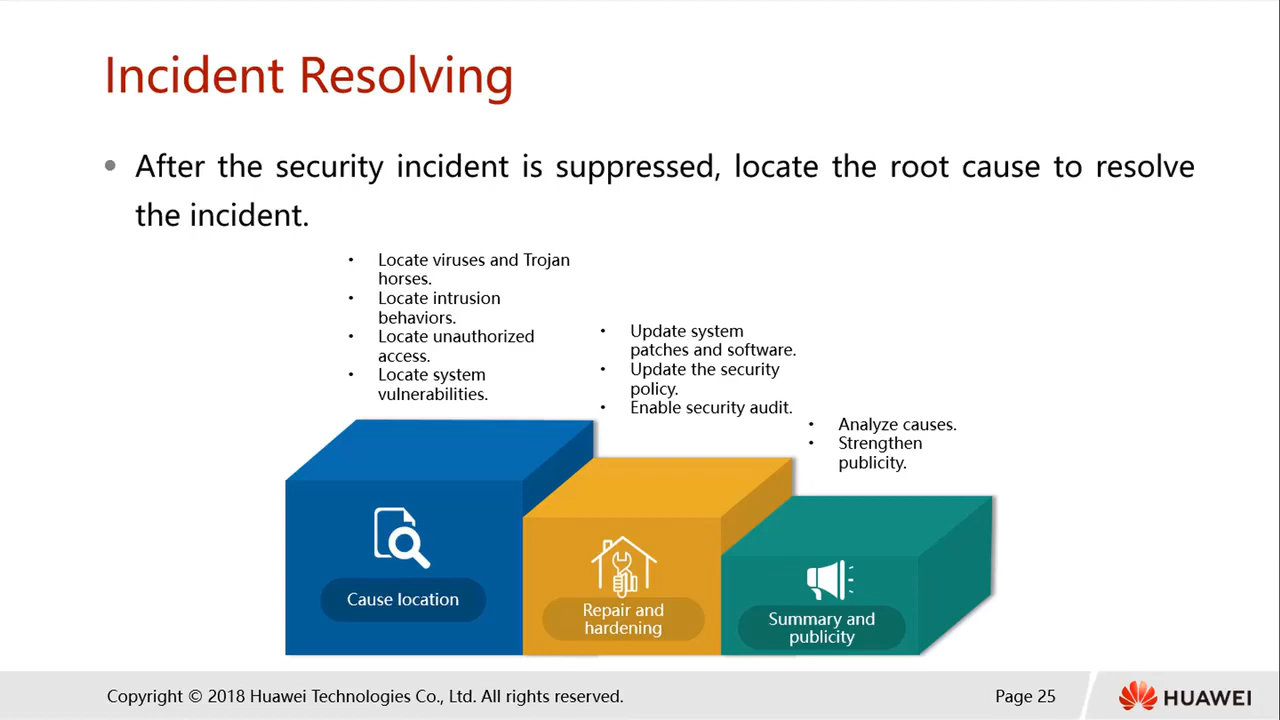 Incident Resolving
• After the security incident is suppressed, locate the root cause to resolve
the incident.
• Locate viruses and Trojan
horses.
• Locate intrusion
behaviors.
• Locate unauthorized
access.
• Locate system
vulnerabilities.
• Update system
patches and software.
• Update the security
policy.
• Enable security audit.
• Analyze causes.
• Strengthen
publicity.
Cause location
Repair and
hardening
Summary and
publicity
Copyright © 2018 Huawei Technologies Co., Ltd. All rights reserved.
Page 25
HUAWEI